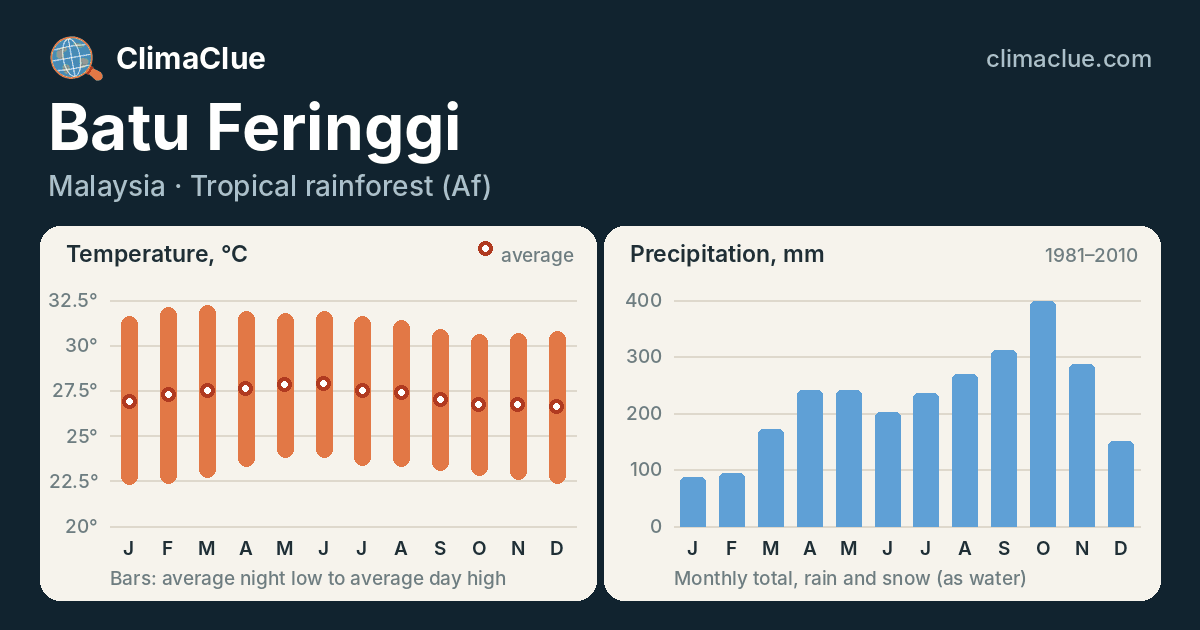 ClimaClue
climaclue.com
Batu Feringgi
Malaysia · Tropical rainforest (Af)
Temperature, °C
average
32.5°
30°
27.5°
25°
22.5°
20°
J F M A M J J A S O N D
Bars: average night low to average day high
Precipitation, mm
1981–2010
400
300
200
100
0
J F M A M J J A S O N D
Monthly total, rain and snow (as water)